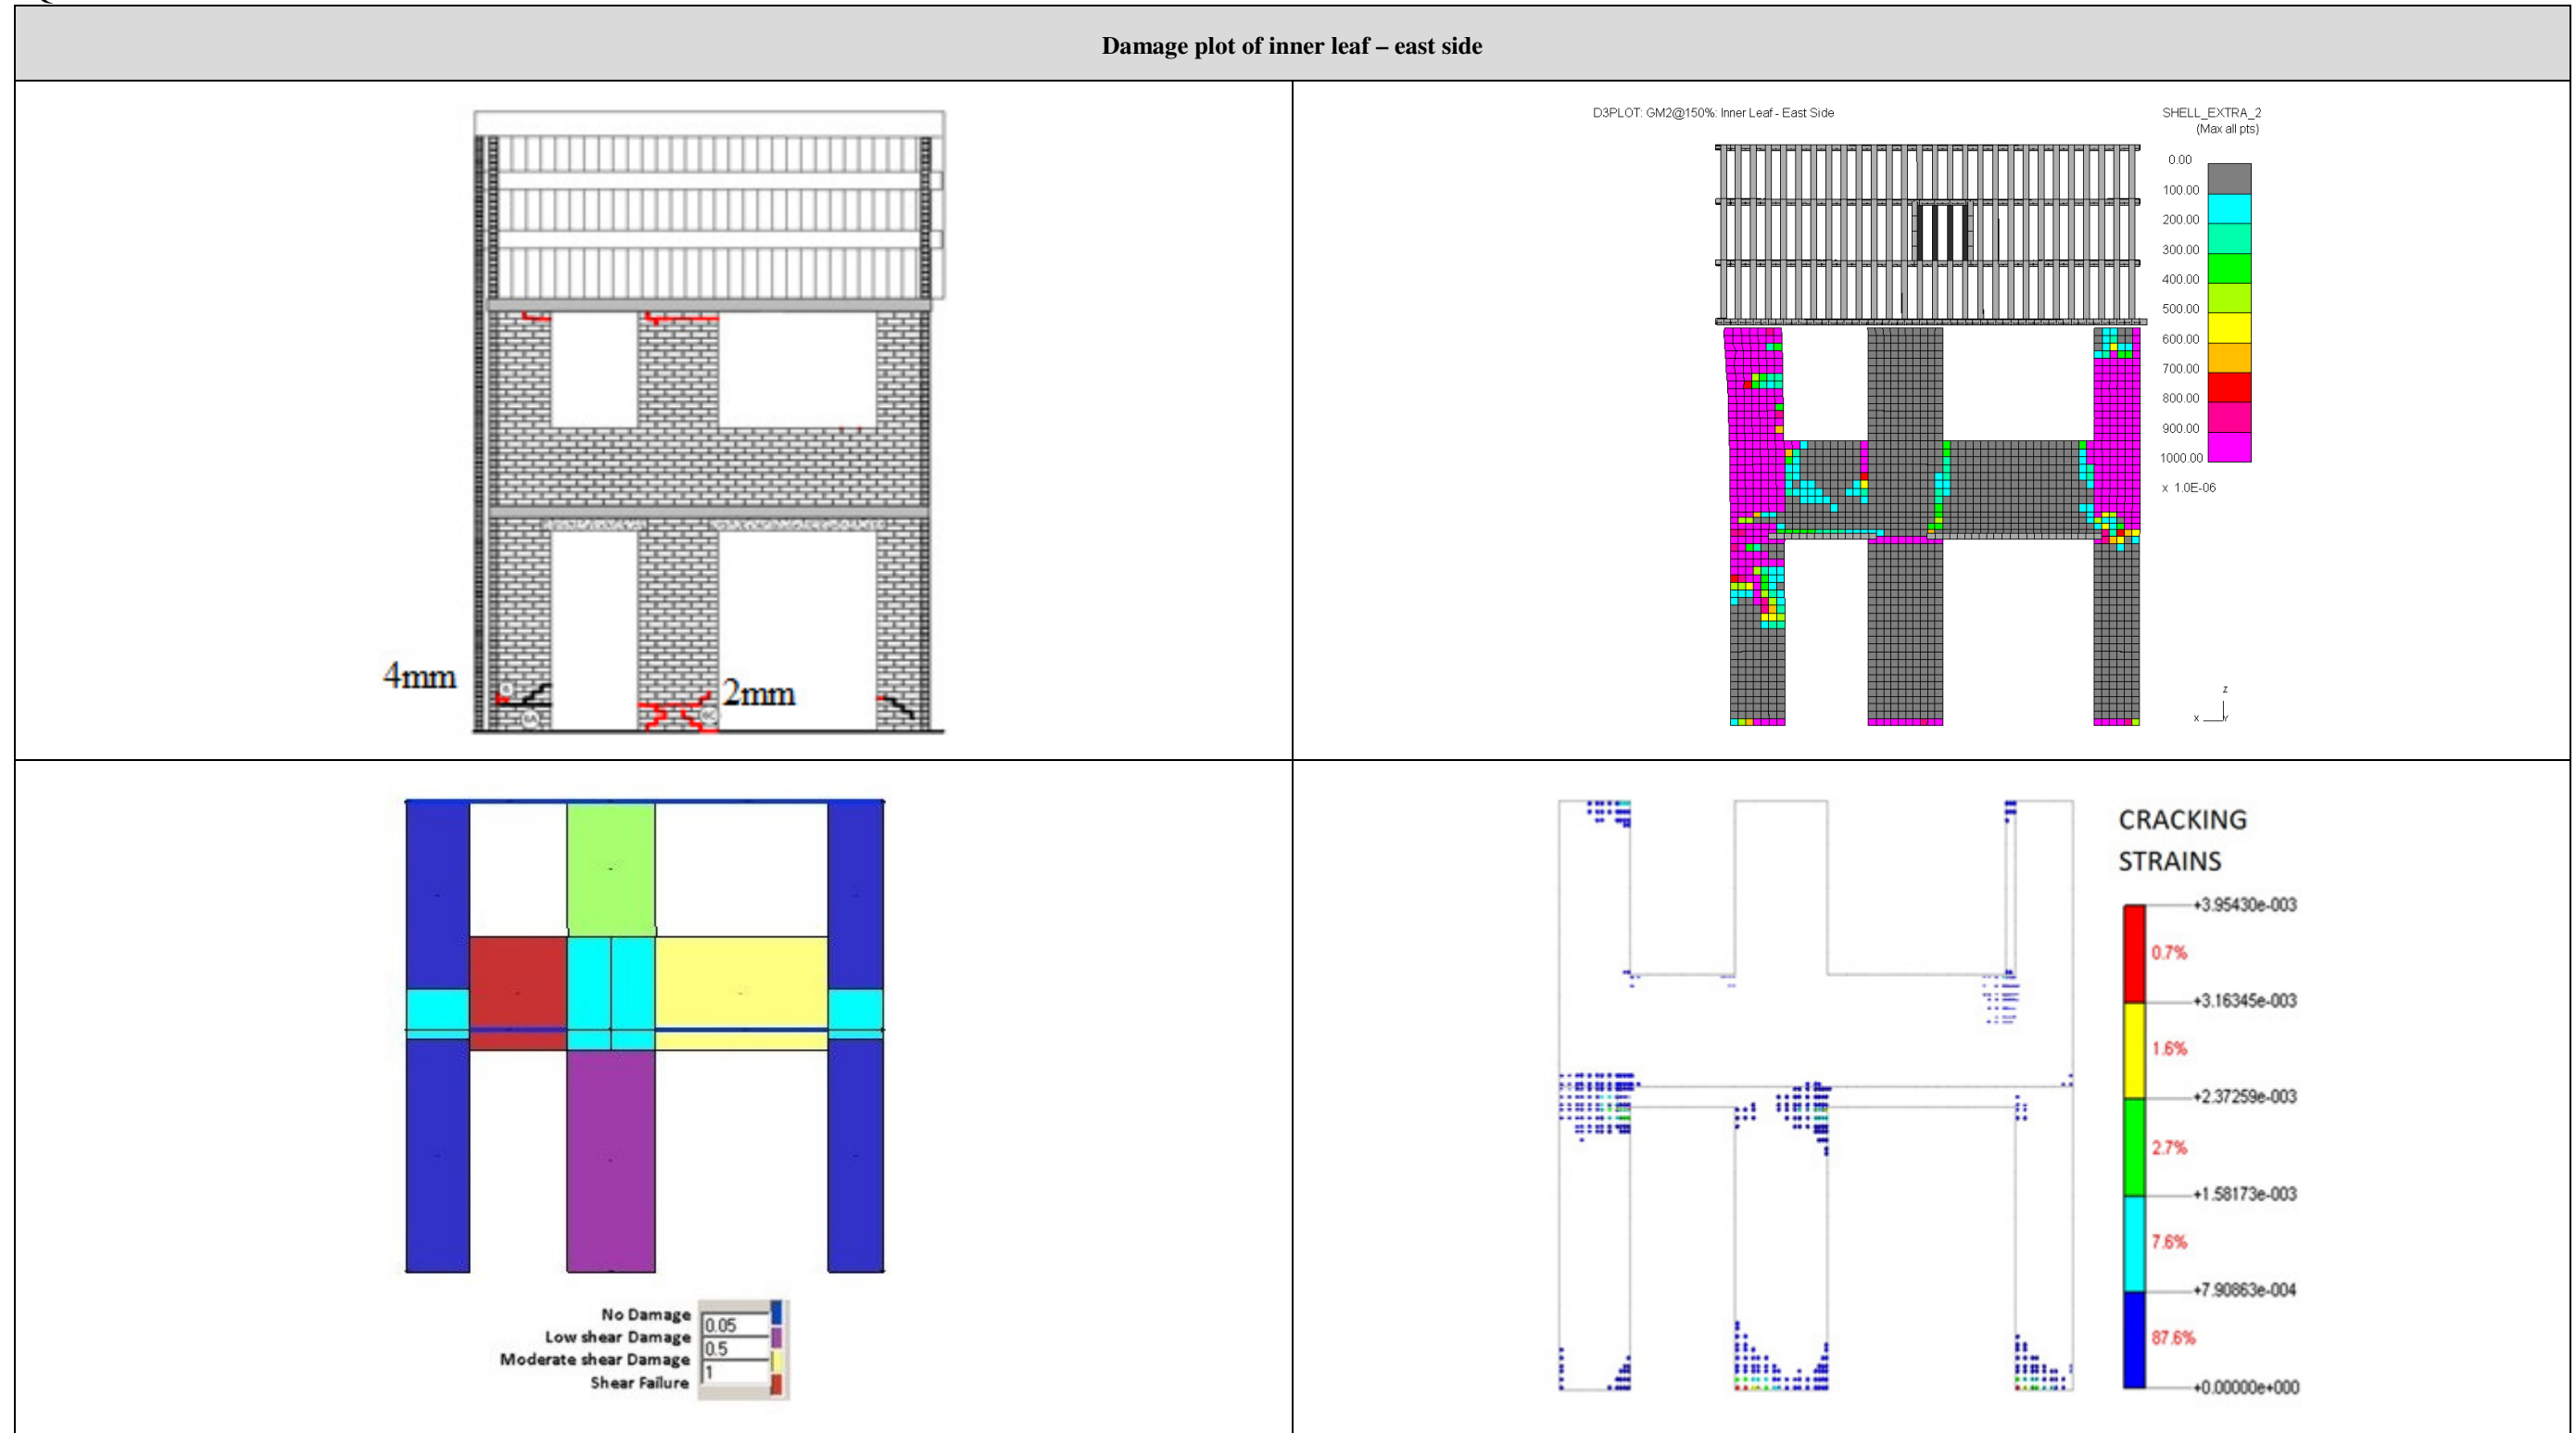 Damage plot of inner leaf – east side
4mm
2mm
D3PLOT: GM2@150%: Inner Leaf - East Side
SHELL_EXTRA_2
(Max all pts)
0.00
100.00
200.00
300.00
400.00
500.00
600.00
700.00
800.00
900.00
1000.00
x 1.0E-06
Z
X Y
No Damage
0.05
Low shear Damage
0.5
Moderate shear Damage
1
Shear Failure
CRACKING
STRAINS
+3.95430e-003
0.7%
+3.16345e-003
1.6%
+2.37259e-003
2.7%
+1.58173e-003
7.6%
+7.90863e-004
87.6%
+0.00000e+000